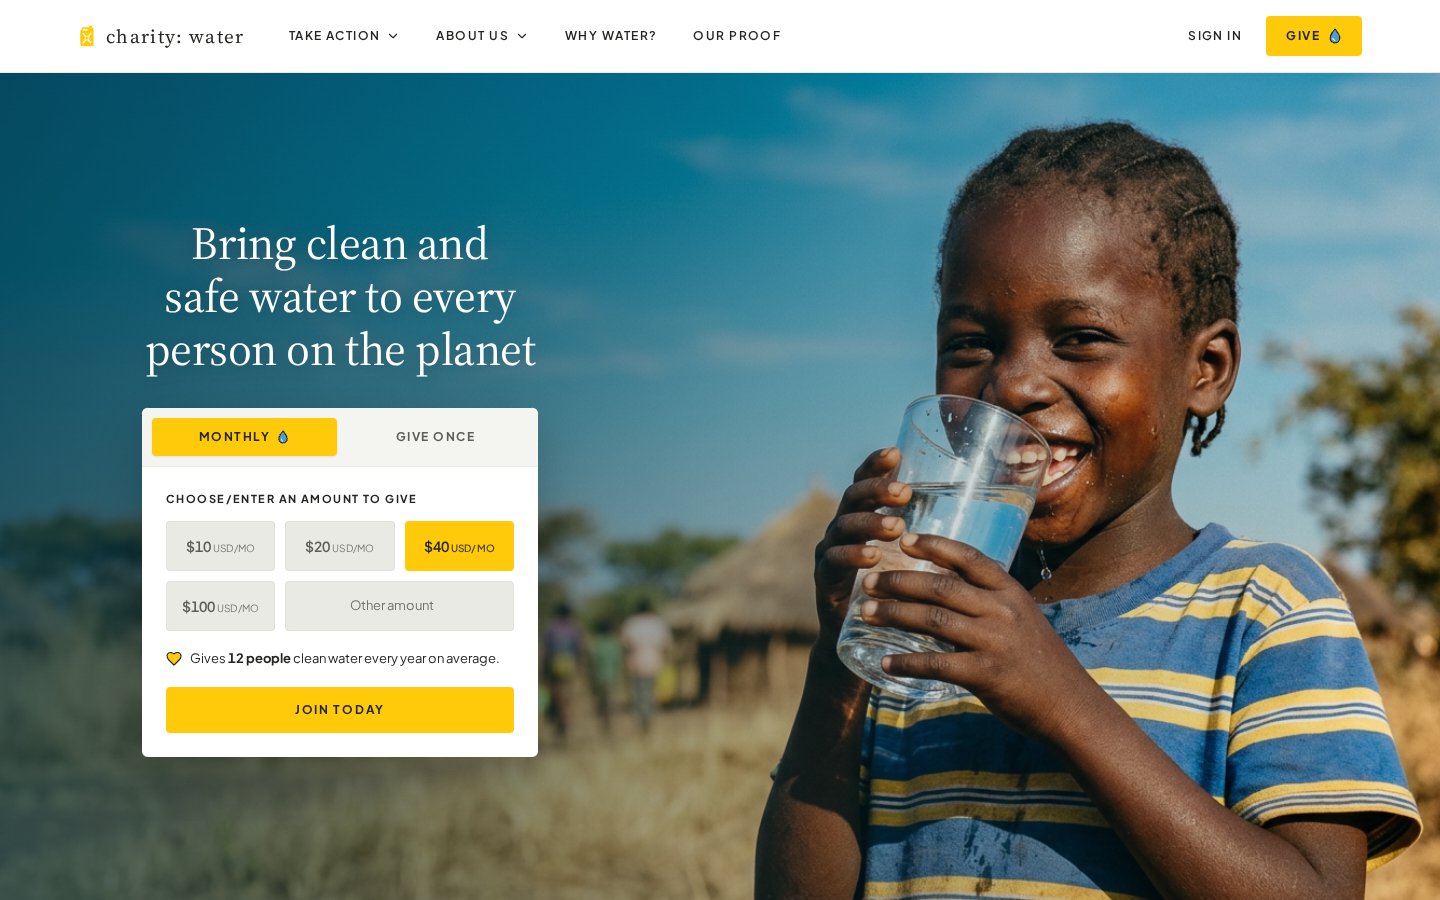 charity: water
TAKE ACTION
ABOUT US
WHY WATER?
OUR PROOF
SIGN IN
GIVE
Bring clean and
safe water to every
person on the planet
MONTHLY
GIVE ONCE
CHOOSE/ENTER AN AMOUNT TO GIVE
$10 USD/MO
$20 USD/MO
$40 USD/MO
$100 USD/MO
Other amount
Gives 12 people clean water every year on average.
JOIN TODAY